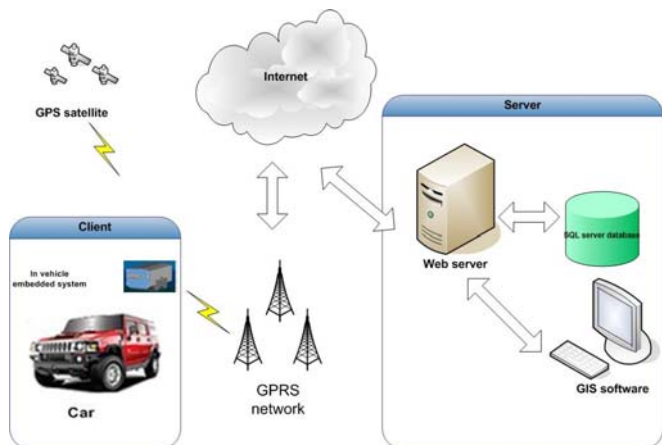 Internet
GPS satellite
Server
Client
In vehicle
embedded system
Car
GPRS
network
Web server
SQL server database
GIS software